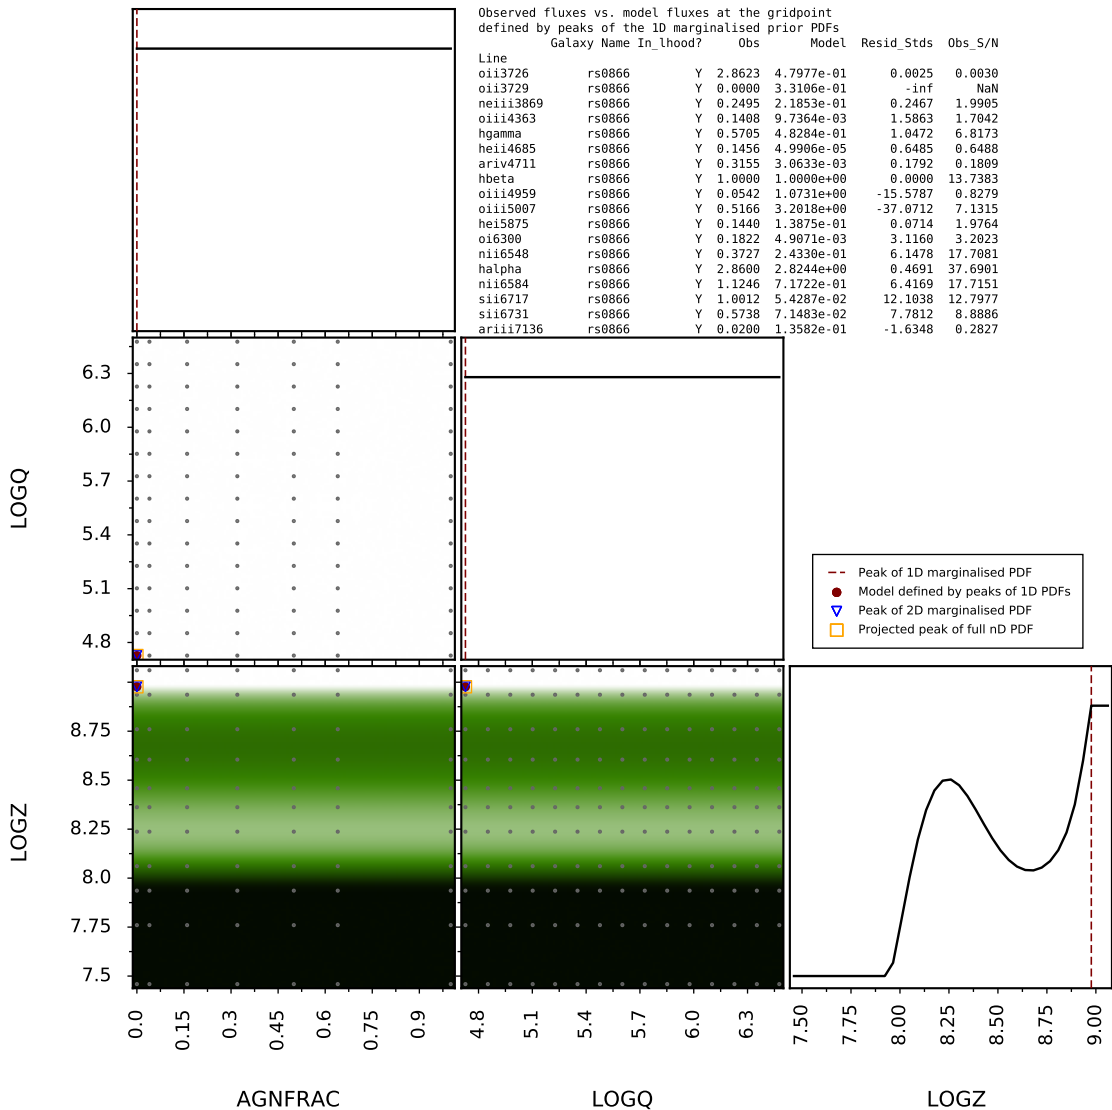 Observed fluxes vs. model fluxes at the gridpoint
defined by peaks of the 1D marginalised prior PDFs
Galaxy Name In_lhood? Obs Model Resid_Stds Obs_S/N
Line
oii3726 rs0866 Y 2.8623 4.7977e-01 0.0025 0.0030
oii3729 rs0866 Y 0.0000 3.3106e-01 -inf NaN
neiii3869 rs0866 Y 0.2495 2.1853e-01 0.2467 1.9905
oiii4363 rs0866 Y 0.1408 9.7364e-03 1.5863 1.7042
hgamma rs0866 Y 0.5705 4.8284e-01 1.0472 6.8173
heii4685 rs0866 Y 0.1456 4.9906e-05 0.6485 0.6488
ariv4711 rs0866 Y 0.3155 3.0633e-03 0.1792 0.1809
hbeta rs0866 Y 1.0000 1.0000e+00 0.0000 13.7383
oiii4959 rs0866 Y 0.0542 1.0731e+00 -15.5787 0.8279
oiii5007 rs0866 Y 0.5166 3.2018e+00 -37.0712 7.1315
hei5875 rs0866 Y 0.1440 1.3875e-01 0.0714 1.9764
oi6300 rs0866 Y 0.1822 4.9071e-03 3.1160 3.2023
nii6548 rs0866 Y 0.3727 2.4330e-01 6.1478 17.7081
halpha rs0866 Y 2.8600 2.8244e+00 0.4691 37.6901
nii6584 rs0866 Y 1.1246 7.1722e-01 6.4169 17.7151
sii6717 rs0866 Y 1.0012 5.4287e-02 12.1038 12.7977
sii6731 rs0866 Y 0.5738 7.1483e-02 7.7812 8.8886
ariii7136 rs0866 Y 0.0200 1.3582e-01 -1.6348 0.2827
6.3
6.0
5.7
5.4
5.1
4.8
LOGQ
Peak of 1D marginalised PDF
Model defined by peaks of 1D PDFs
Peak of 2D marginalised PDF
Projected peak of full nD PDF
8.75
8.5
8.25
8.0
7.75
7.5
LOGZ
0.0 0.15 0.3 0.45 0.6 0.75 0.9
4.8 5.1 5.4 5.7 6.0 6.3
7.50 7.75 8.00 8.25 8.50 8.75 9.00
AGNFRAC LOGQ LOGZ